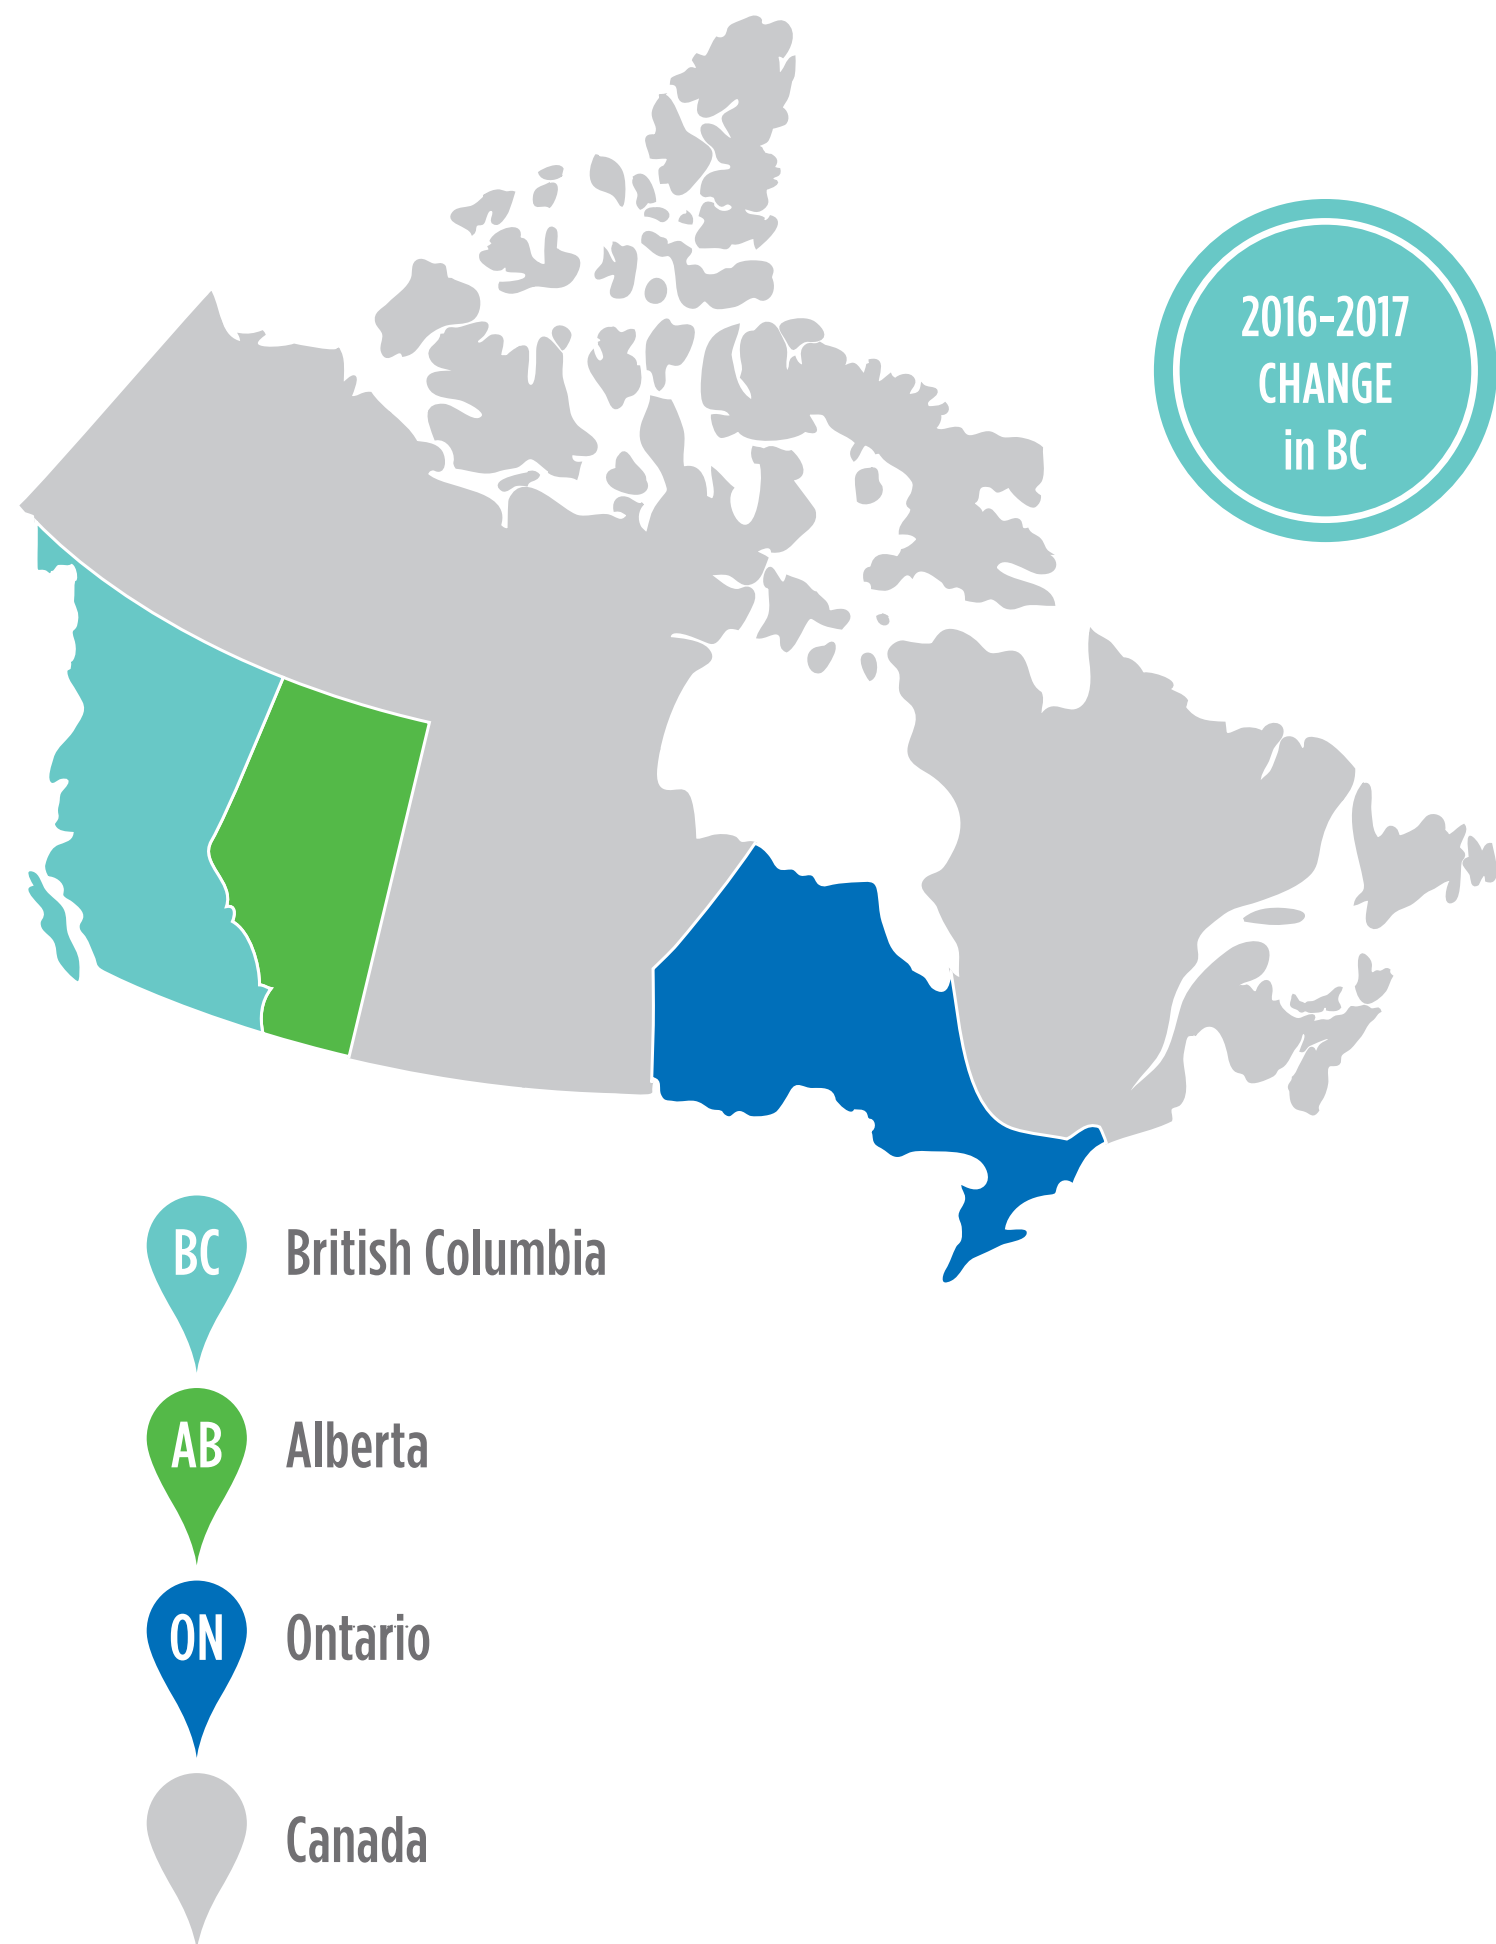 2016-2017
CHANGE
in BC
BC
British Columbia
AB
Alberta
ON
Ontario
Canada